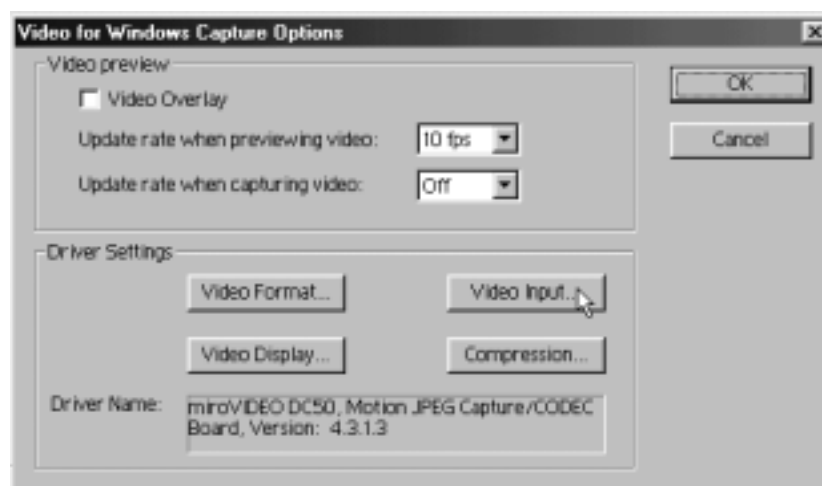 Video for Windows Capture Options
Video preview
Video Overlay
OK
Update rate when previewing video: 10 fps
Cancel
Update rate when capturing video: Off
Driver Settings
Video Format... Video Input...
Video Display... Compression...
Driver Name: miroVIDEO DC50, Motion JPEG Capture/CODEC
Board, Version: 4.3.1.3